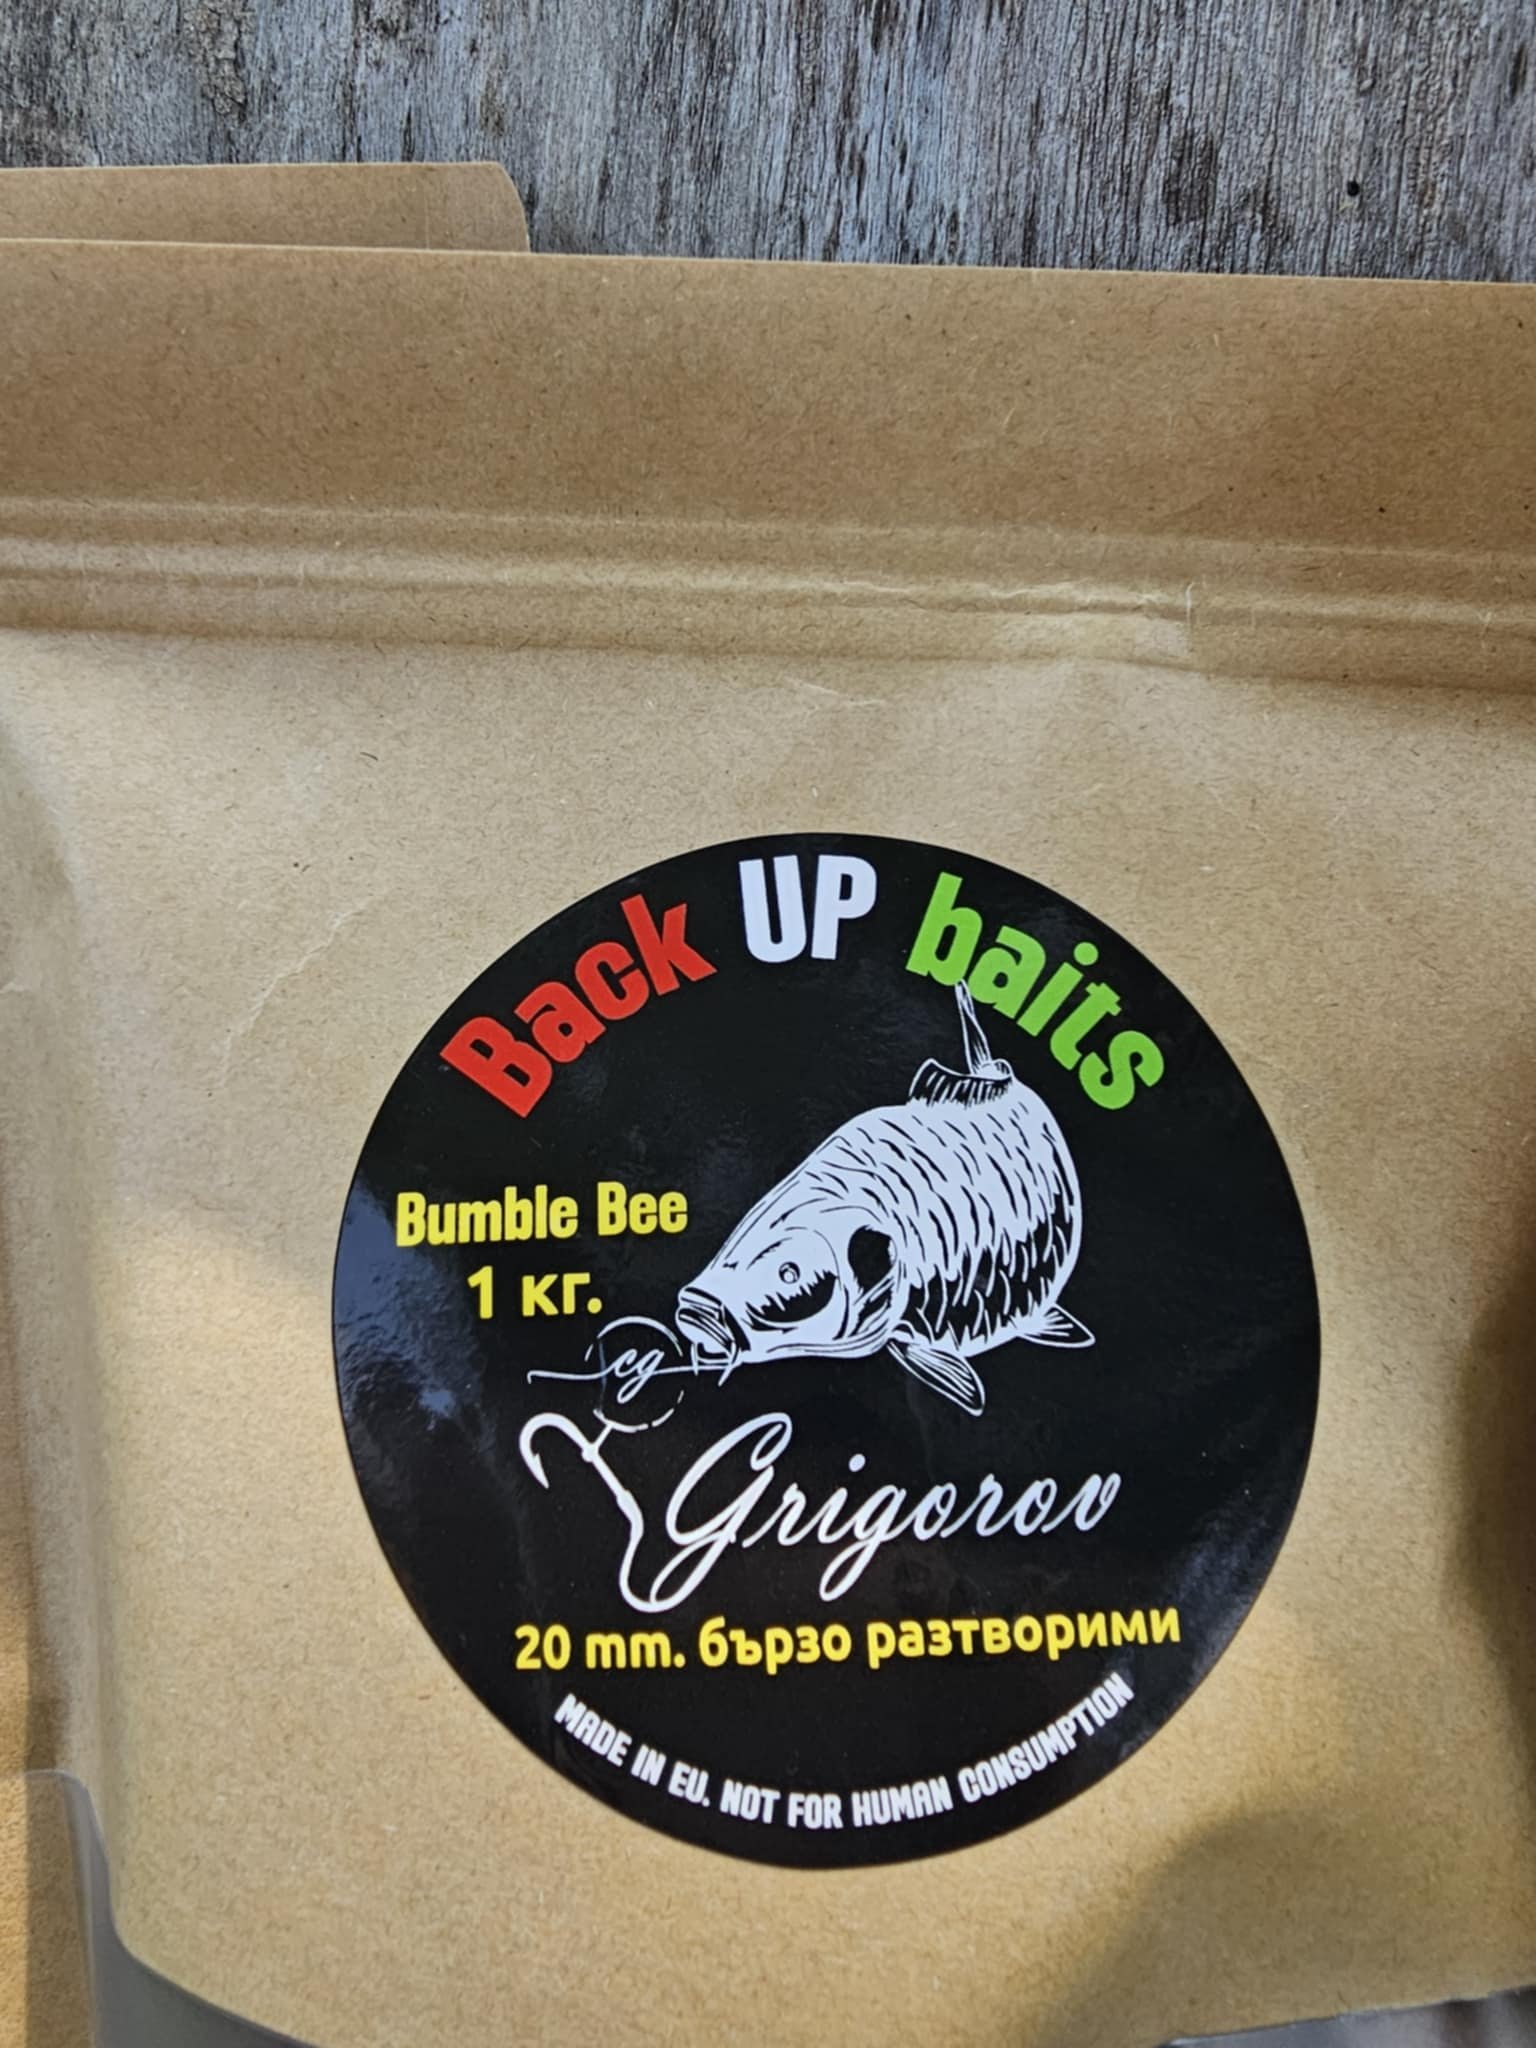 Back UP baits
Bumble Bee
1 кг.
cg
Grigorov
20 mm. бързо разтворими
MADE IN EU. NOT FOR HUMAN CONSUMPTION